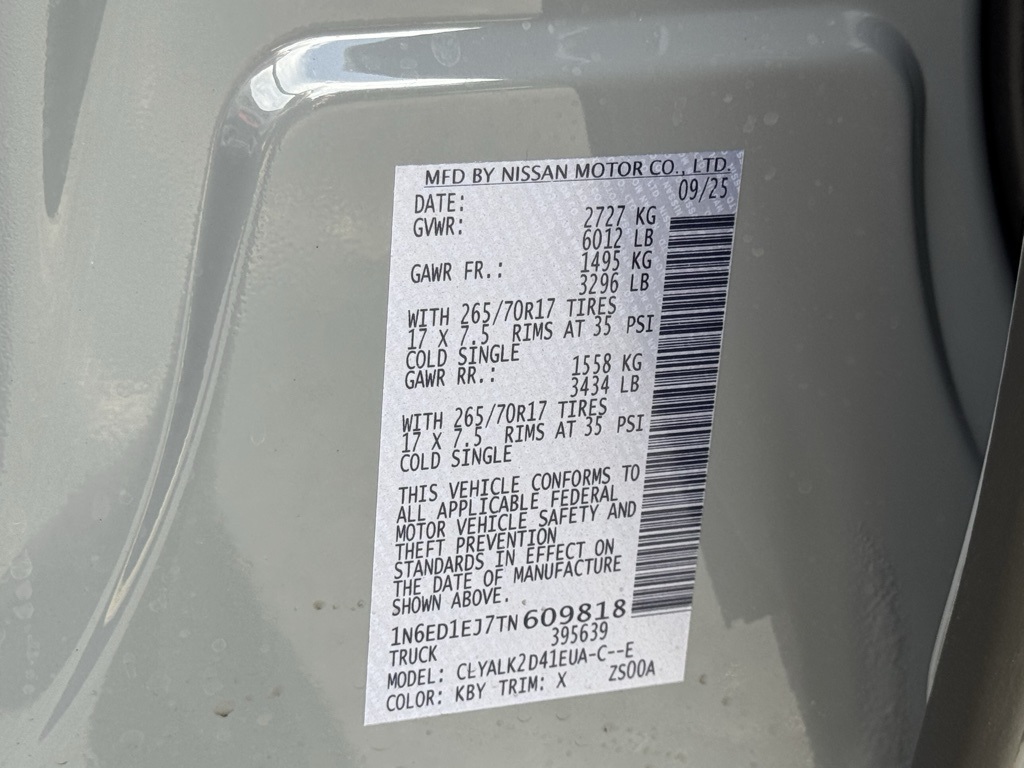 MFD BY NISSAN MOTOR CO., LTD.
DATE: 09/25
GVWR: 2727 KG
6012 LB
GAWR FR.: 1495 KG
3296 LB
WITH 265/70R17 TIRES
17 X 7.5 RIMS AT 35 PSI
COLD SINGLE
GAWR RR.: 1558 KG
3434 LB
WITH 265/70R17 TIRES
17 X 7.5 RIMS AT 35 PSI
COLD SINGLE
THIS VEHICLE CONFORMS TO
ALL APPLICABLE FEDERAL
MOTOR VEHICLE SAFETY AND
THEFT PREVENTION
STANDARDS IN EFFECT ON
THE DATE OF MANUFACTURE
SHOWN ABOVE.
1N6ED1EJ7TN609818
TRUCK 395639
MODEL: CLYALK2D41EUA-C--E
COLOR: KBY TRIM: X ZS00A